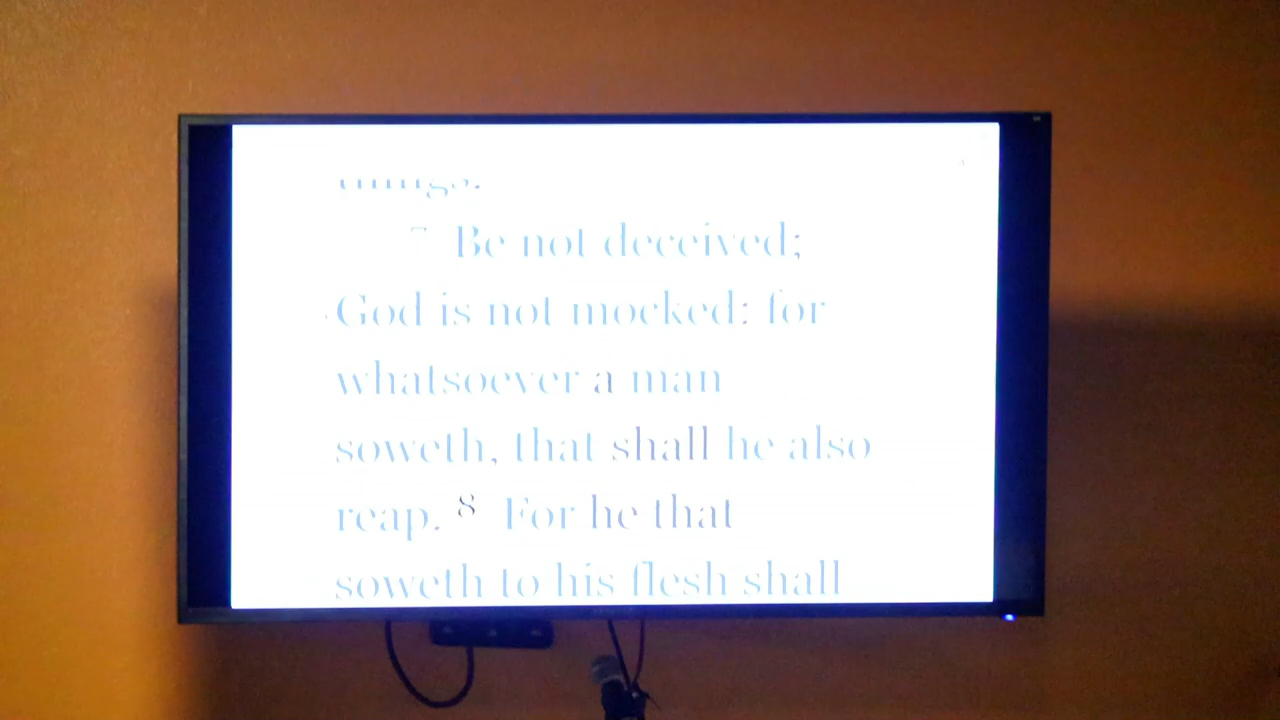 things.
7 Be not deceived;
God is not mocked: for
whatsoever a man
soweth, that shall he also
reap. 8 For he that
soweth to his flesh shall